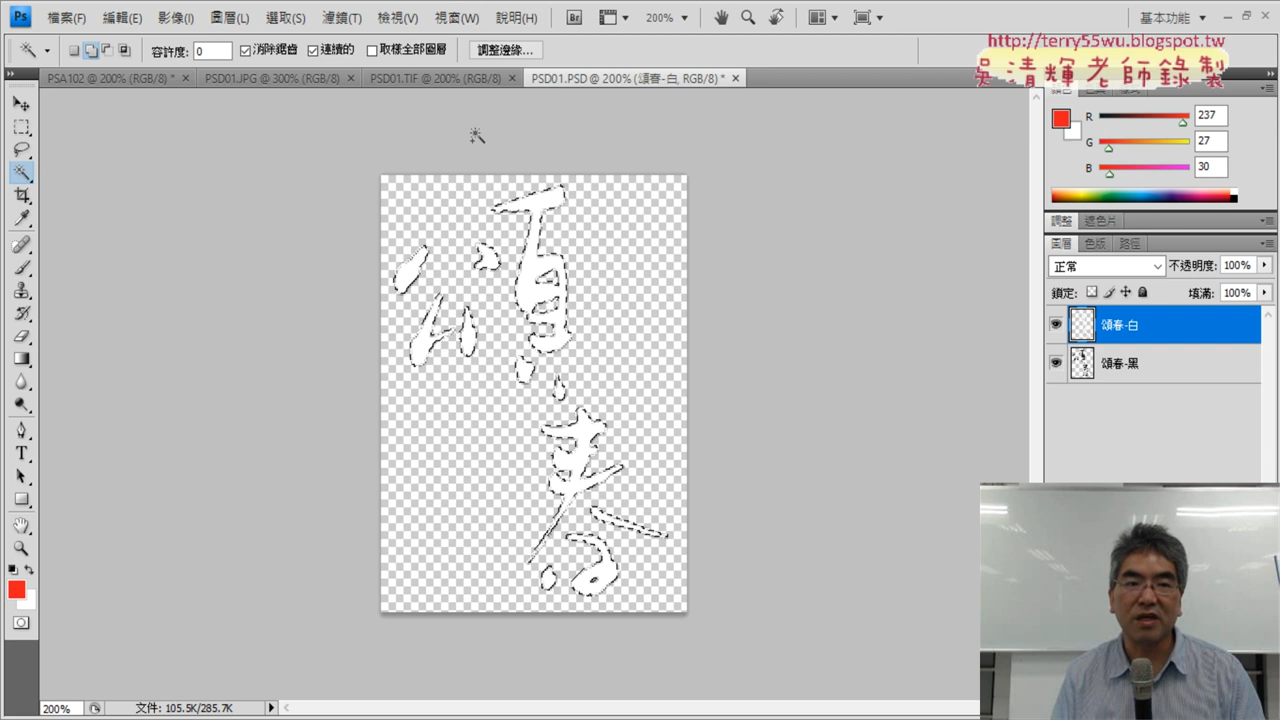 Ps 檔案(F) 編輯(E) 影像(I) 圖層(L) 選取(S) 濾鏡(T) 檢視(V) 視窗(W) 說明(H) Br 200% 基本功能
容許度: 0 消除鋸齒 連續的 取樣全部圖層 調整邊緣...
http://terry55wu.blogspot.tw
吳清輝老師錄製
PSA102 @ 200% (RGB/8) * PSD01.JPG @ 300% (RGB/8) PSD01.TIF @ 200% (RGB/8) PSD01.PSD @ 200% (頌春-白, RGB/8) *
R 237
G 27
B 30
調整 遮色片
圖層 色版 路徑
正常 不透明度: 100%
鎖定: 填滿: 100%
頌春-白
頌春-黑
頌春
200% 文件: 105.5K/285.7K